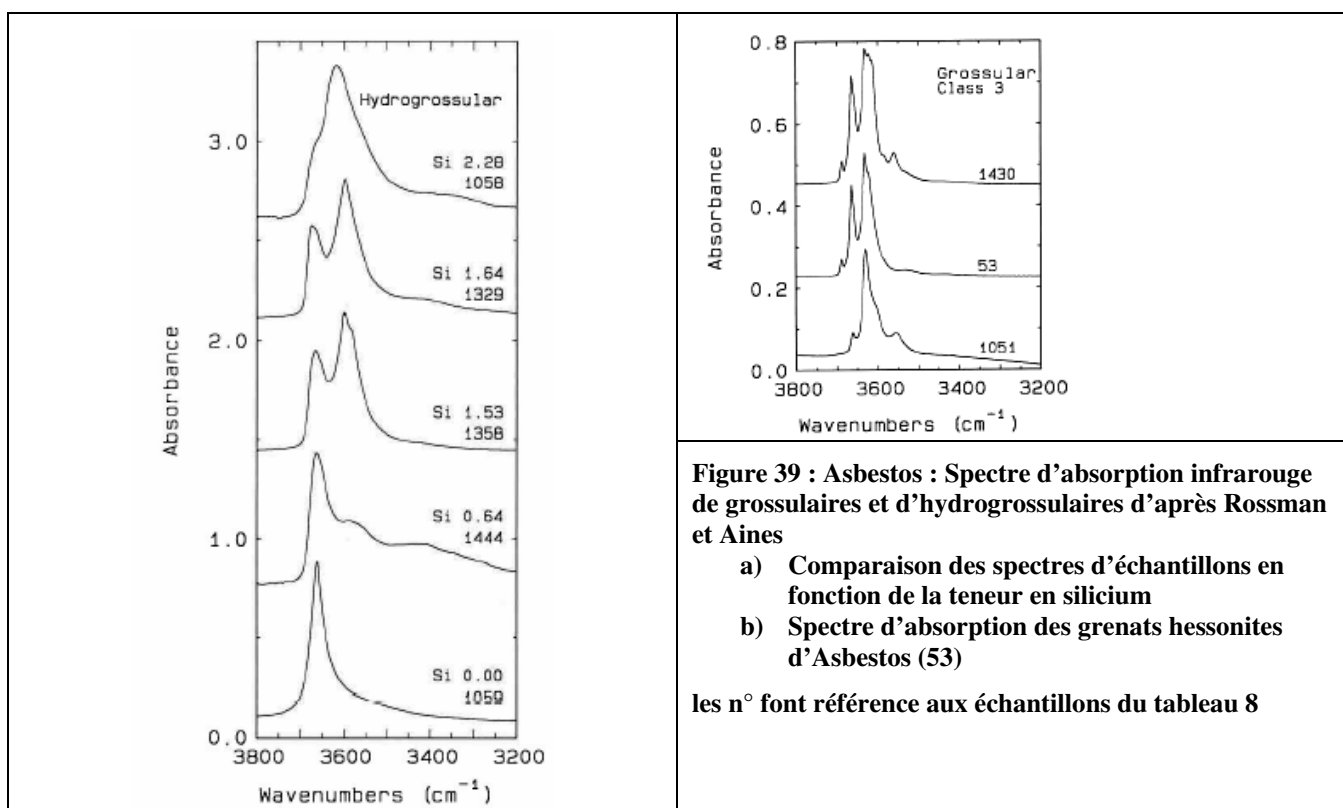 Hydrogrossular
3.0
Si 2.28
1058
Si 1.64
1329
2.0
Si 1.53
1358
Si 0.64
1444
1.0
Si 0.00
1059
0.0
3800 3600 3400 3200
Wavenumbers (cm-1)
Absorbance
0.8
Grossular
Class 3
0.6
1430
0.4
53
0.2
1051
0.0
3800 3600 3400 3200
Wavenumbers (cm-1)
Absorbance
Figure 39 : Asbestos : Spectre d'absorption infrarouge
de grossulaires et d'hydrogrossulaires d'après Rossman
et Aines
a) Comparaison des spectres d'échantillons en
fonction de la teneur en silicium
b) Spectre d'absorption des grenats hessonites
d'Asbestos (53)
les n° font référence aux échantillons du tableau 8